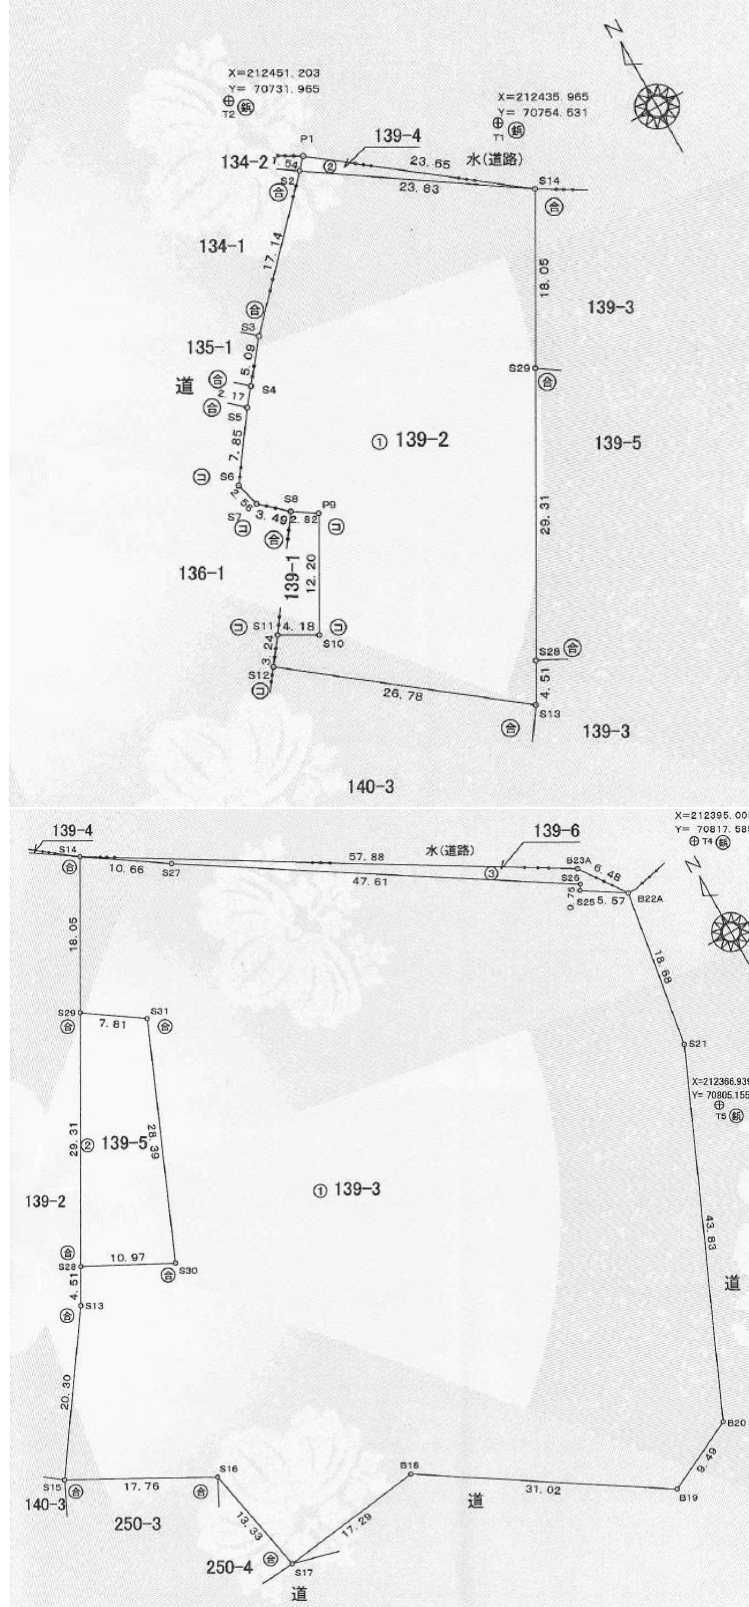 N
X=212451. 203
Y= 70731. 965
T2 鋲
X=212435. 965
Y= 70754. 531
T1 鋲
P1
139-4
水(道路)
134-2
54
②
23. 65
S14
S2
23. 83
合
合
134-1
17. 14
18. 05
139-3
合
S3
135-1
5. 09
S29
合
合
S4
道
2. 17
合
S5
① 139-2
139-5
7. 85
コ
S6
2. 56
S8
P9
S7
3. 49
2. 82
コ
合
コ
29. 31
136-1
139-1
12. 20
コ
S11
4. 18
コ
S10
3. 24
S28
合
S12
コ
26. 78
4. 51
S13
合
139-3
140-3
139-4
139-6
X=212395. 00
Y= 70817. 58
T4 鋲
S14
水(道路)
57. 88
B23A
合
10. 66
S27
47. 61
③
S26
6. 48
N
0. 75
S25
5. 57
B22A
18. 05
18. 68
S29
S31
合
7. 81
合
S21
X=212366.939
Y= 70805.155
T5 鋲
29. 31
② 139-5
28. 39
139-2
① 139-3
43. 83
合
S28
10. 97
合
S30
4. 51
道
合
S13
20. 30
B20
9. 49
S16
B18
S15
合
17. 76
合
31. 02
B19
140-3
道
250-3
13. 33
17. 29
250-4
合
S17
道